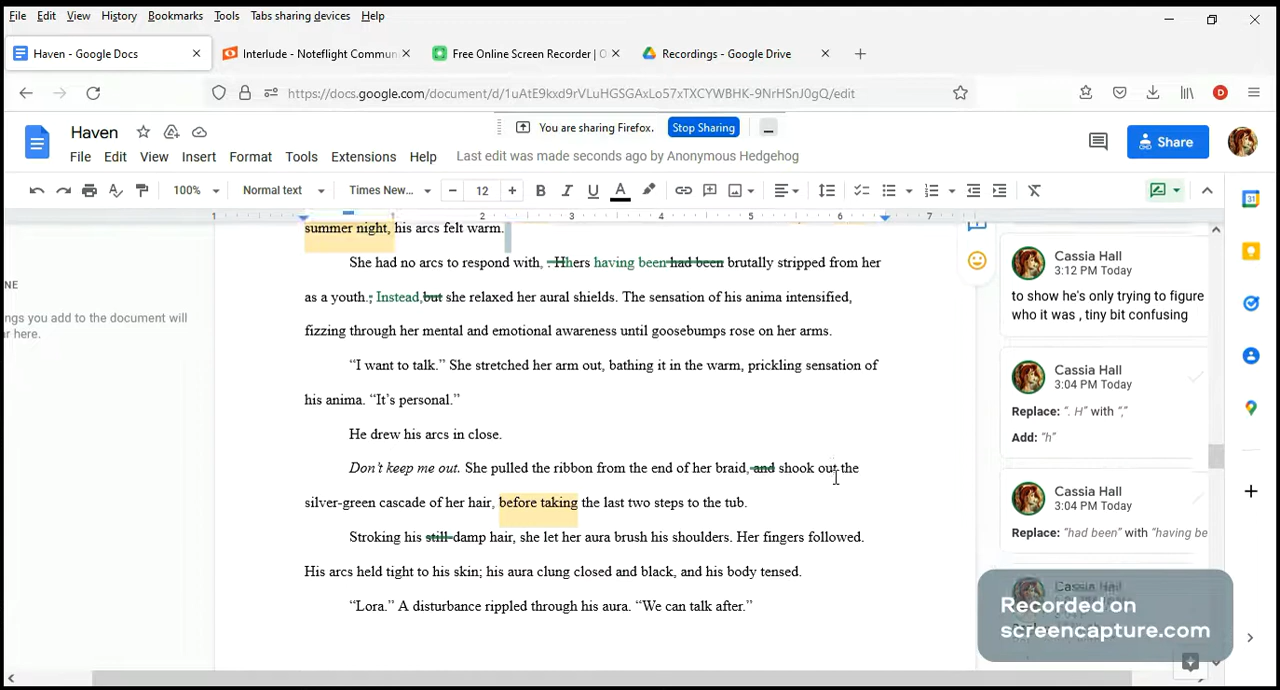 File Edit View History Bookmarks Tools Tabs sharing devices Help
Haven - Google Docs
Interlude - Noteflight Commun
Free Online Screen Recorder |
Recordings - Google Drive
https://docs.google.com/document/d/1uAtE9kxd9rVLuHGSGAxLo57xTXCYWBHK-9NrHSnJ0gQ/edit
D
Haven
You are sharing Firefox. Stop Sharing
Share
File Edit View Insert Format Tools Extensions Help Last edit was made seconds ago by Anonymous Hedgehog
100% Normal text Times New... 12 B I U A
1 1 2 3 4 5 6 7
31
summer night, his arcs felt warm.
She had no arcs to respond with, . Hhers having been had been brutally stripped from her
as a youth.; Instead,but she relaxed her aural shields. The sensation of his anima intensified,
fizzing through her mental and emotional awareness until goosebumps rose on her arms.
“I want to talk.” She stretched her arm out, bathing it in the warm, prickling sensation of
his anima. “It’s personal.”
He drew his arcs in close.
Don’t keep me out. She pulled the ribbon from the end of her braid, and shook out the
silver-green cascade of her hair, before taking the last two steps to the tub.
Stroking his still-damp hair, she let her aura brush his shoulders. Her fingers followed.
His arcs held tight to his skin; his aura clung closed and black, and his body tensed.
“Lora.” A disturbance rippled through his aura. “We can talk after.”
NE
ngs you add to the document will
r here.
Cassia Hall
3:12 PM Today
to show he's only trying to figure
who it was , tiny bit confusing
Cassia Hall
3:04 PM Today
Replace: “. H” with “,”
Add: “h”
Cassia Hall
3:04 PM Today
Replace: “had been” with “having be
Cassia Hall
Recorded on
screencapture.com